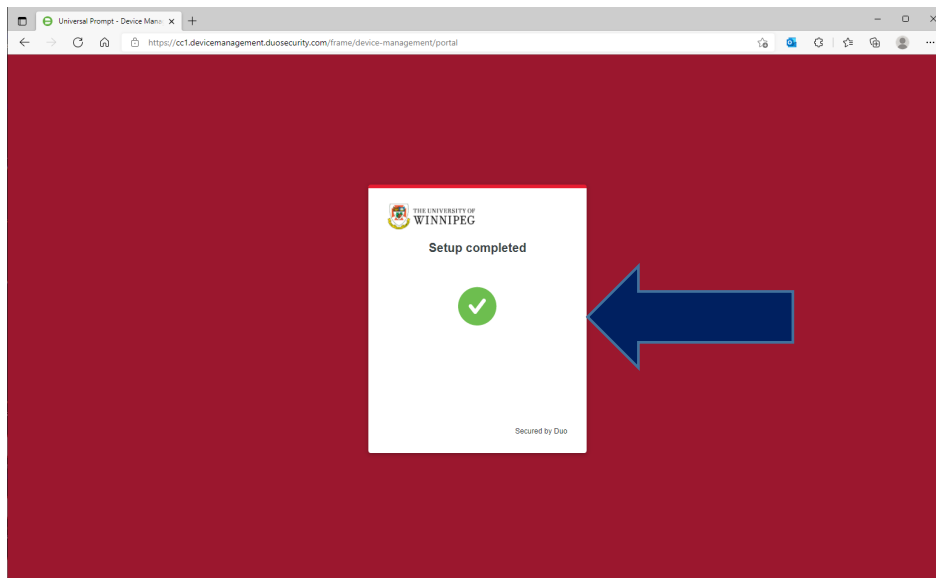 Universal Prompt - Device Mana
https://cc1.devicemanagement.duosecurity.com/frame/device-management/portal
THE UNIVERSITY OF
WINNIPEG
Setup completed
Secured by Duo